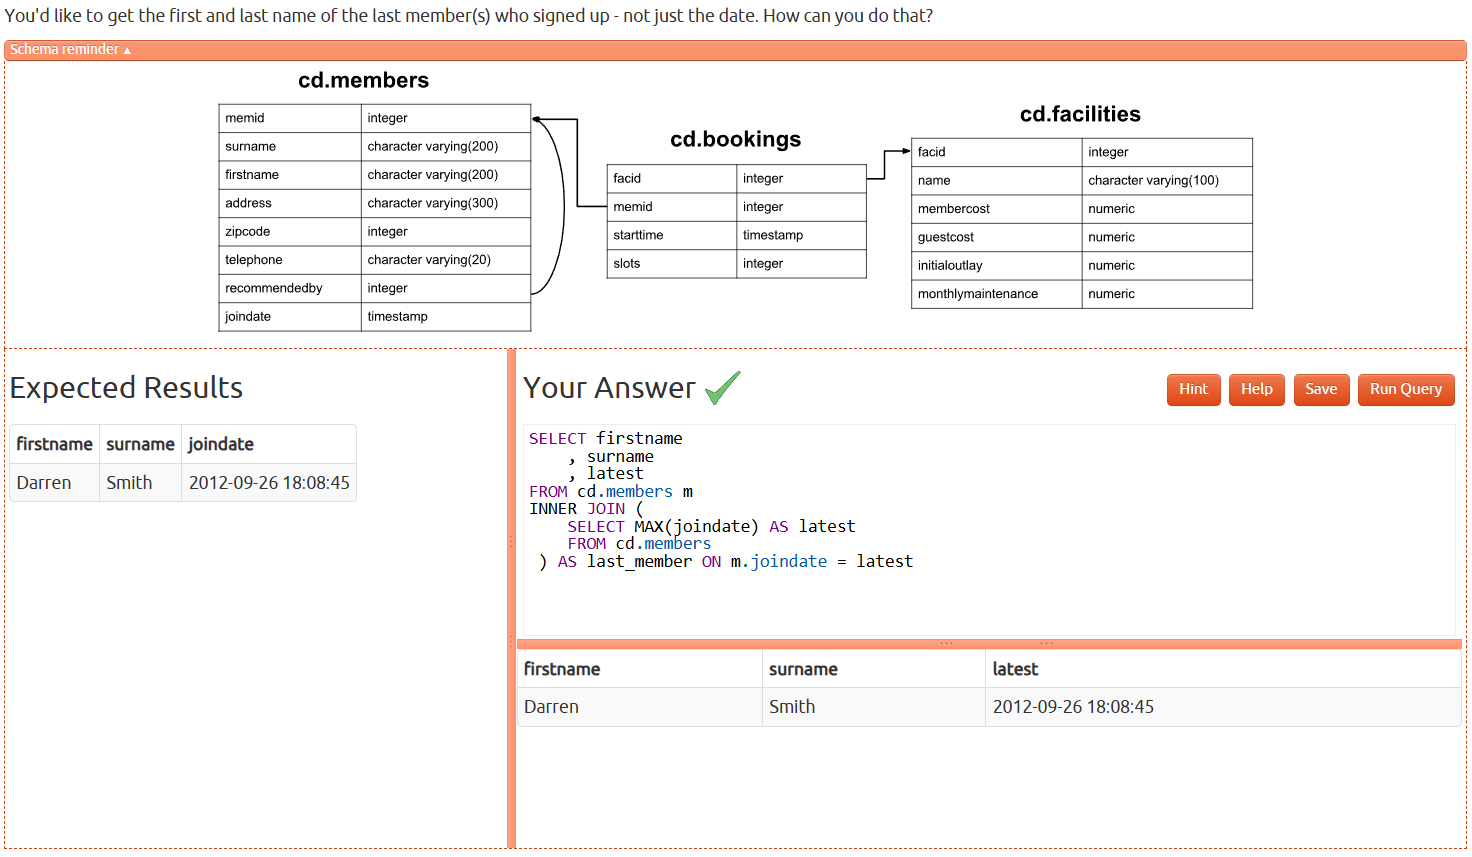 You'd like to get the first and last name of the last member(s) who signed up - not just the date. How can you do that?
Schema reminder ▲
cd.members
memid integer
surname character varying(200)
firstname character varying(200)
address character varying(300)
zipcode integer
telephone character varying(20)
recommendedby integer
joindate timestamp
cd.bookings
facid integer
memid integer
starttime timestamp
slots integer
cd.facilities
facid integer
name character varying(100)
membercost numeric
guestcost numeric
initialoutlay numeric
monthlymaintenance numeric
Expected Results
firstname surname joindate
Darren Smith 2012-09-26 18:08:45
Your Answer
Hint Help Save Run Query
SELECT firstname
    , surname
    , latest
FROM cd.members m
INNER JOIN (
    SELECT MAX(joindate) AS latest
    FROM cd.members
 ) AS last_member ON m.joindate = latest
firstname surname latest
Darren Smith 2012-09-26 18:08:45